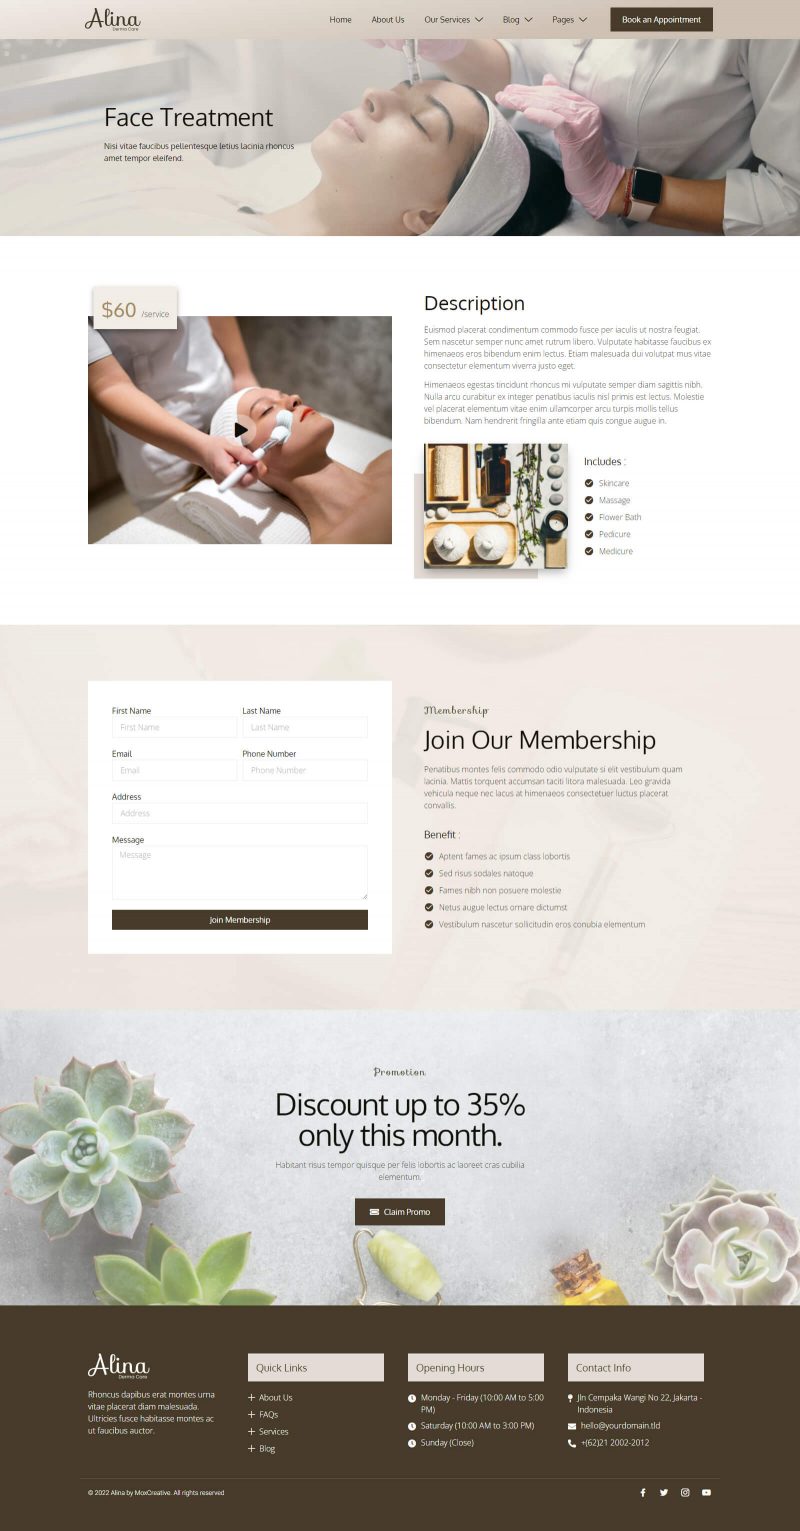 Alina
Derma Care
Home
About Us
Our Services
Blog
Pages
Book an Appointment
Face Treatment
Nisi vitae faucibus pellentesque letius lacinia rhoncus
amet tempor eleifend.
$60 /service
Description
Euismod placerat condimentum commodo fusce per iaculis ut nostra feugiat.
Sem nascetur semper nunc amet rutrum libero. Vulputate habitasse faucibus ex
himenaeos eros bibendum enim lectus. Etiam malesuada dui volutpat mus vitae
consectetur elementum viverra justo eget.
Himenaeos egestas tincidunt rhoncus mi vulputate semper diam sagittis nibh.
Nulla arcu curabitur ex integer penatibus iaculis nisl primis est lectus. Molestie
vel placerat elementum vitae enim ullamcorper arcu turpis mollis tellus
bibendum. Nam hendrerit fringilla ante etiam quis congue augue in.
Includes :
Skincare
Massage
Flower Bath
Pedicure
Medicure
First Name
Last Name
First Name
Last Name
Email
Phone Number
Email
Phone Number
Address
Address
Message
Message
Join Membership
Membership
Join Our Membership
Penatibus montes felis commodo odio vulputate si elit vestibulum quam
lacinia. Mattis torquent accumsan taciti litora malesuada. Leo gravida
vehicula neque nec lacus at himenaeos consectetuer luctus placerat
convallis.
Benefit :
Aptent fames ac ipsum class lobortis
Sed risus sodales natoque
Fames nibh non posuere molestie
Netus augue lectus ornare dictumst
Vestibulum nascetur sollicitudin eros conubia elementum
Promotion
Discount up to 35%
only this month.
Habitant risus tempor quisque per felis lobortis ac laoreet cras cubilia
elementum.
Claim Promo
Alina
Derma Care
Rhoncus dapibus erat montes urna
vitae placerat diam malesuada.
Ultricies fusce habitasse montes ac
ut faucibus auctor.
Quick Links
About Us
FAQs
Services
Blog
Opening Hours
Monday - Friday (10:00 AM to 5:00
PM)
Saturday (10:00 AM to 3:00 PM)
Sunday (Close)
Contact Info
Jln Cempaka Wangi No 22, Jakarta -
Indonesia
hello@yourdomain.tld
+(62)21 2002-2012
© 2022 Alina by MoxCreative. All rights reserved